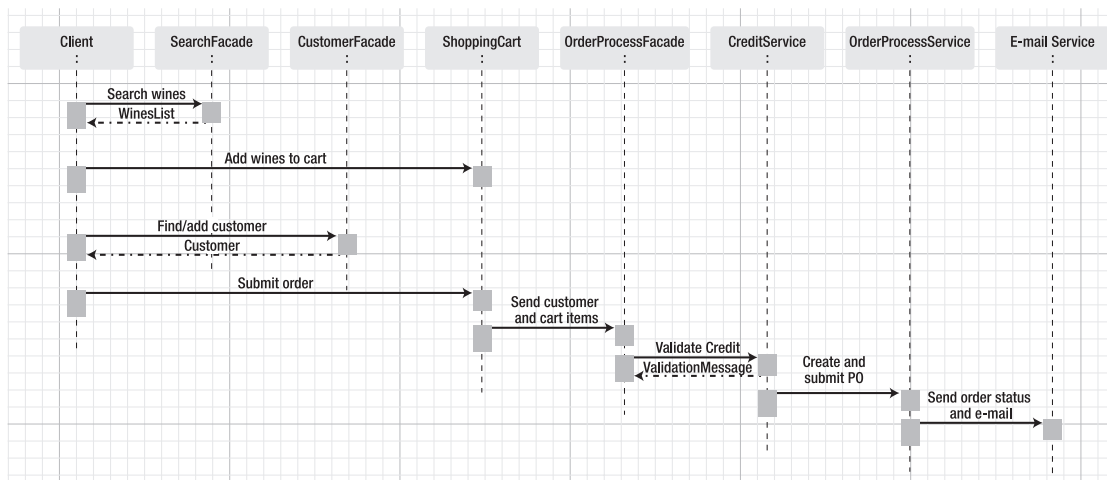 Client
SearchFacade
CustomerFacade
ShoppingCart
OrderProcessFacade
CreditService
OrderProcessService
E-mail Service
Search wines
WinesList
Add wines to cart
Find/add customer
Customer
Submit order
Send customer
and cart items
Validate Credit
ValidationMessage
Create and
submit PO
Send order status
and e-mail